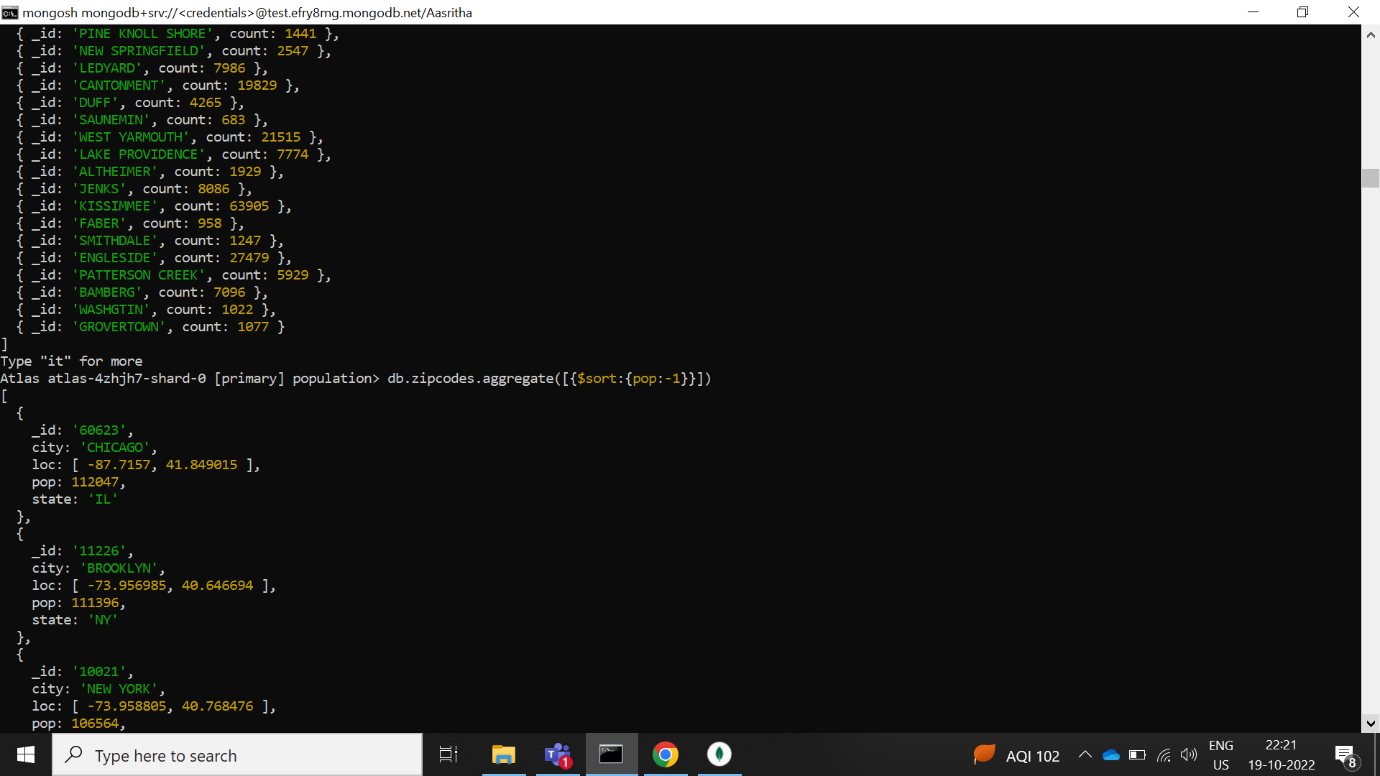 mongosh mongodb+srv://<credentials>@test.efry8mg.mongodb.net/Aasritha
{ _id: 'PINE KNOLL SHORE', count: 1441 },
{ _id: 'NEW SPRINGFIELD', count: 2547 },
{ _id: 'LEDYARD', count: 7986 },
{ _id: 'CANTONMENT', count: 19829 },
{ _id: 'DUFF', count: 4265 },
{ _id: 'SAUNEMIN', count: 683 },
{ _id: 'WEST YARMOUTH', count: 21515 },
{ _id: 'LAKE PROVIDENCE', count: 7774 },
{ _id: 'ALTHEIMER', count: 1929 },
{ _id: 'JENKS', count: 8086 },
{ _id: 'KISSIMMEE', count: 63905 },
{ _id: 'FABER', count: 958 },
{ _id: 'SMITHDALE', count: 1247 },
{ _id: 'ENGLESIDE', count: 27479 },
{ _id: 'PATTERSON CREEK', count: 5929 },
{ _id: 'BAMBERG', count: 7096 },
{ _id: 'WASHGTIN', count: 1022 },
{ _id: 'GROVERTOWN', count: 1077 }
]
Type "it" for more
Atlas atlas-4zhjh7-shard-0 [primary] population> db.zipcodes.aggregate([{$sort:{pop:-1}}])
[
{
_id: '60623',
city: 'CHICAGO',
loc: [ -87.7157, 41.849015 ],
pop: 112047,
state: 'IL'
},
{
_id: '11226',
city: 'BROOKLYN',
loc: [ -73.956985, 40.646694 ],
pop: 111396,
state: 'NY'
},
{
_id: '10021',
city: 'NEW YORK',
loc: [ -73.958805, 40.768476 ],
pop: 106564,
Type here to search
1
AQI 102
ENG
US
22:21
19-10-2022
8